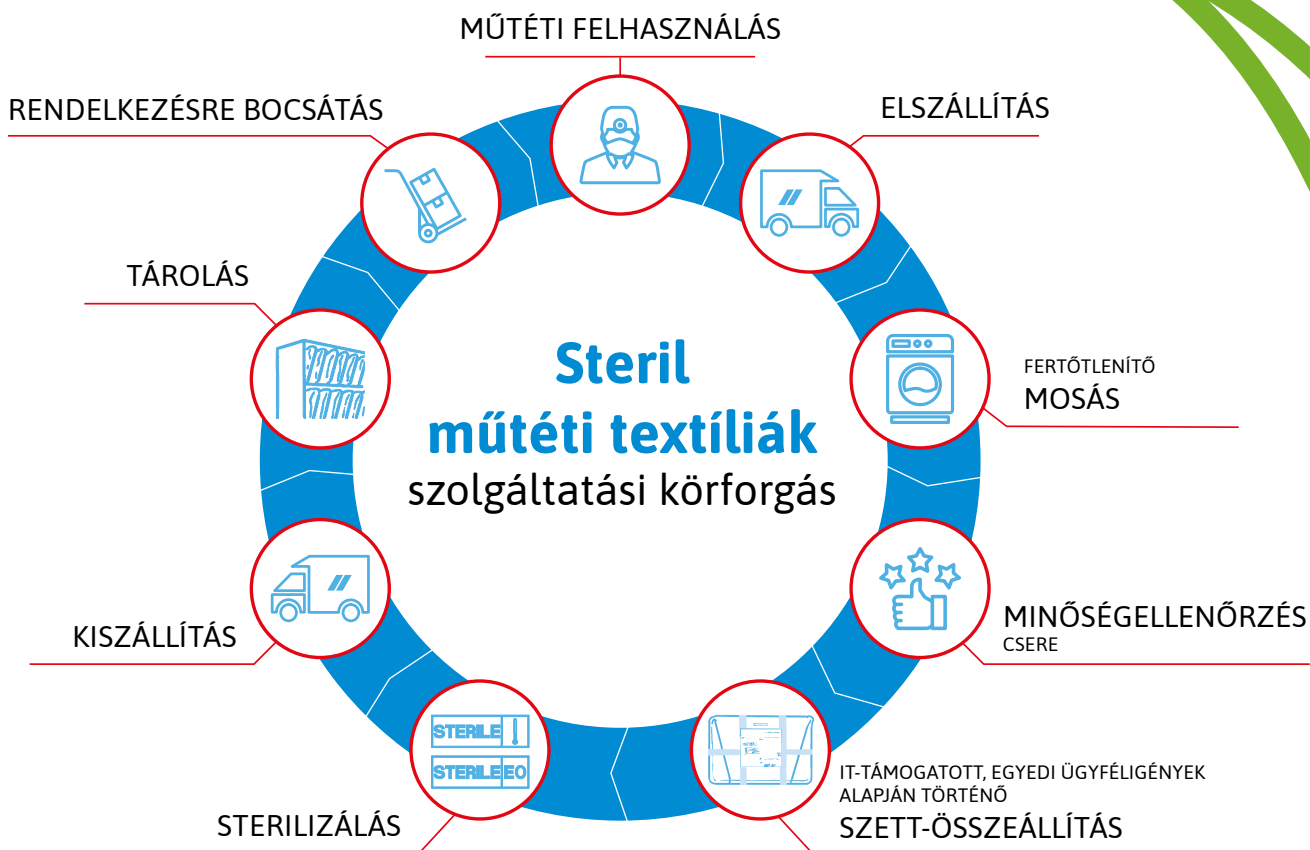 MŰTÉTI FELHASZNÁLÁS
RENDELKEZÉSRE BOCSÁTÁS
ELSZÁLLÍTÁS
TÁROLÁS
Steril
műtéti textíliák
szolgáltatási körforgás
FERTŐTLENÍTŐ
MOSÁS
KISZÁLLÍTÁS
MINŐSÉGELLENŐRZÉS
CSERE
STERILE
STERILE EO
STERILIZÁLÁS
IT-TÁMOGATOTT, EGYEDI ÜGYFÉLIGÉNYEK
ALAPJÁN TÖRTÉNŐ
SZETT-ÖSSZEÁLLÍTÁS